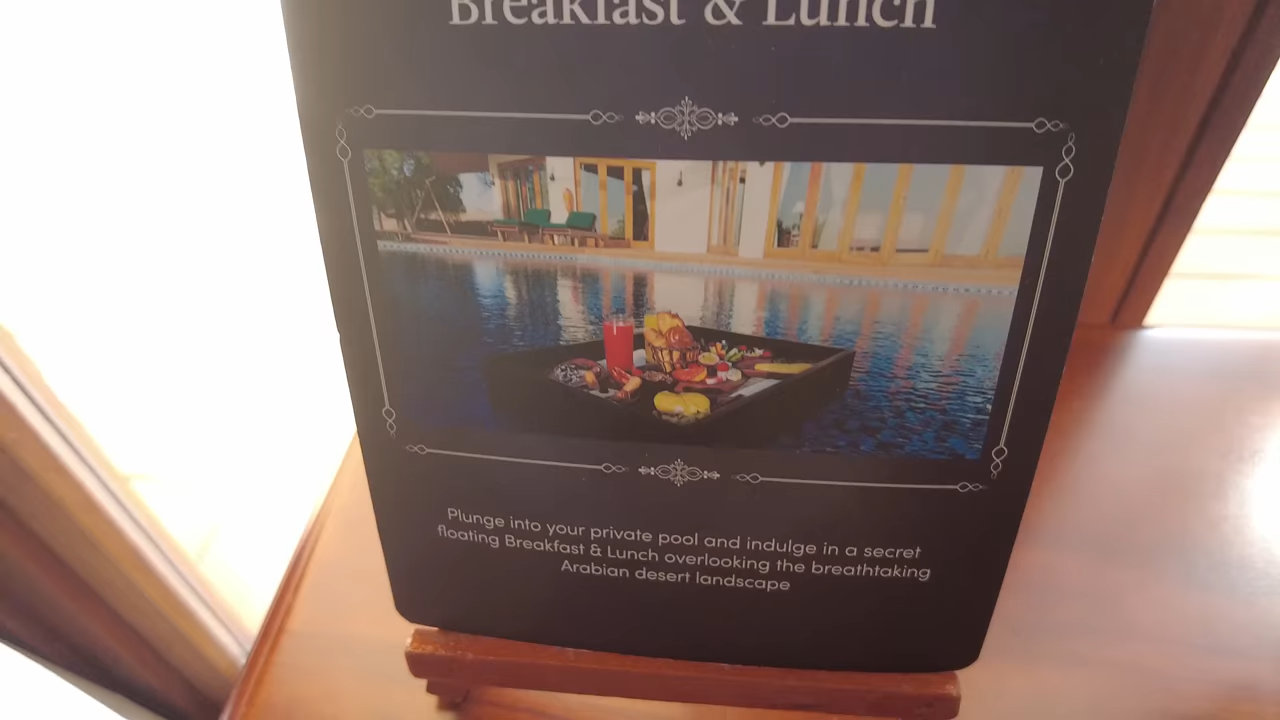 Breakfast & Lunch
Plunge into your private pool and indulge in a secret
floating Breakfast & Lunch overlooking the breathtaking
Arabian desert landscape